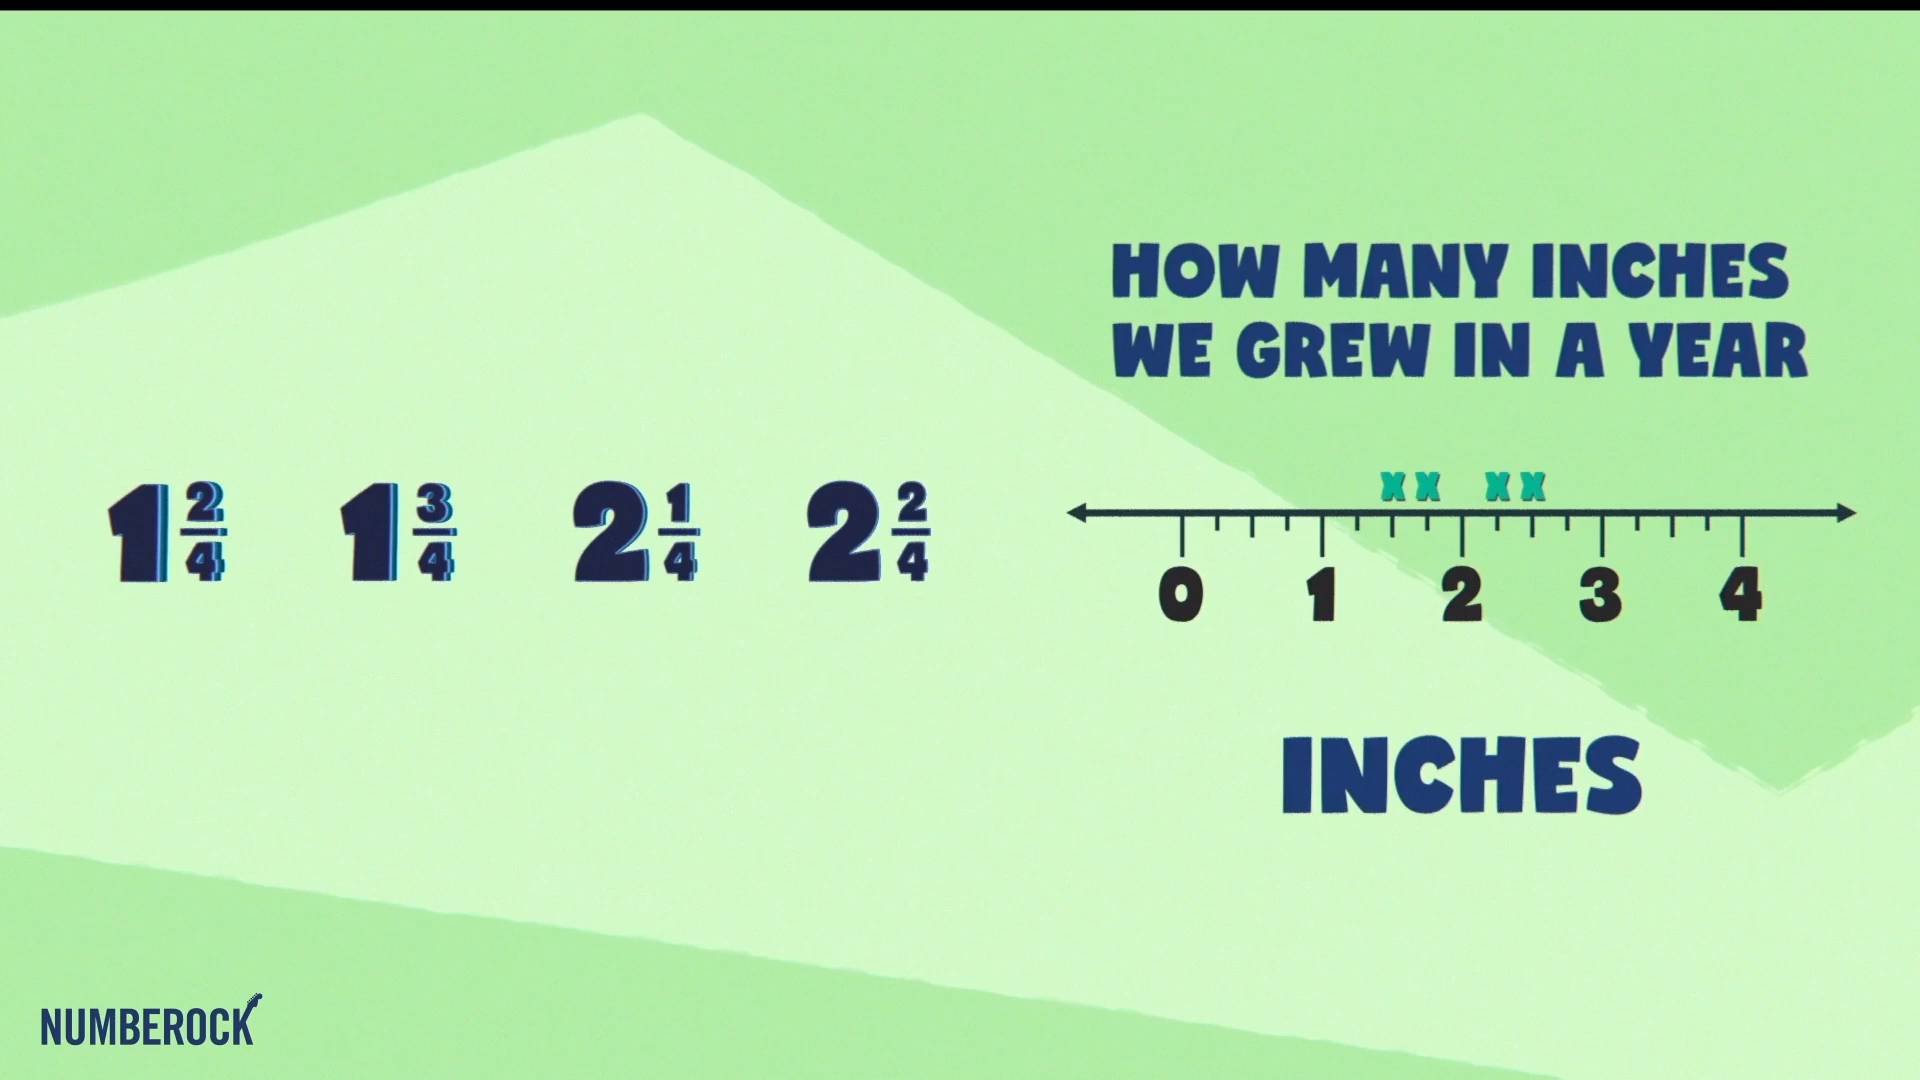 HOW MANY INCHES
WE GREW IN A YEAR
1 2/4 1 3/4 2 1/4 2 2/4
X X X X
0 1 2 3 4
INCHES
NUMBEROCK